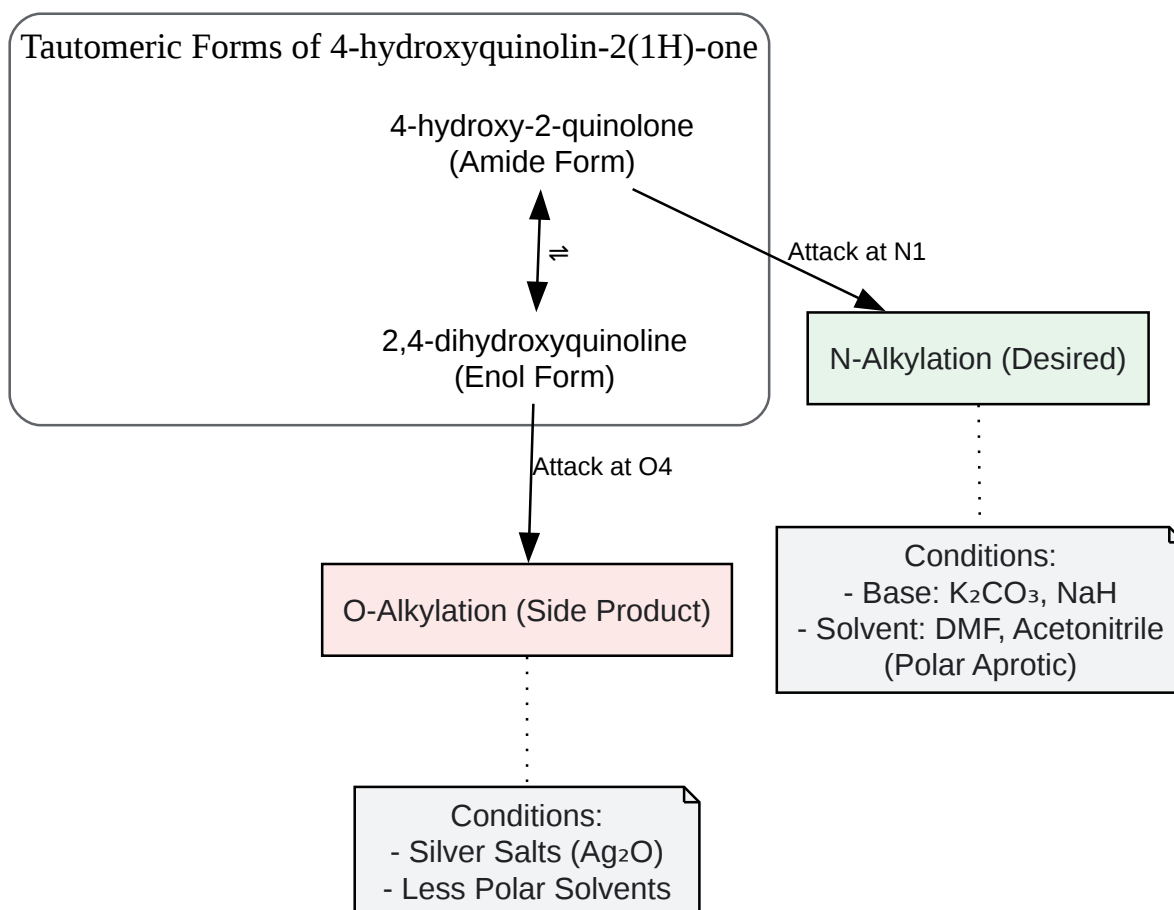 Tautomeric Forms of 4-hydroxyquinolin-2(1H)-one
4-hydroxy-2-quinolone
(Amide Form)
⇌
Attack at N1
2,4-dihydroxyquinoline
(Enol Form)
N-Alkylation (Desired)
Attack at O4
O-Alkylation (Side Product)
Conditions:
- Base: K₂CO₃, NaH
- Solvent: DMF, Acetonitrile
(Polar Aprotic)
Conditions:
- Silver Salts (Ag₂O)
- Less Polar Solvents